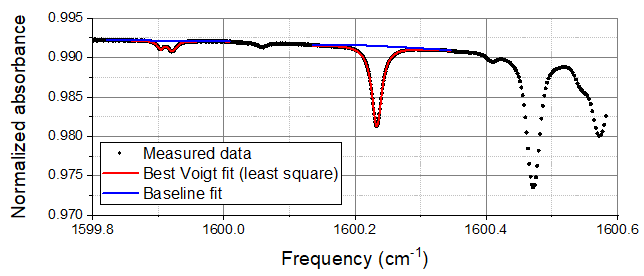 Normalized absorbance
0.995
0.990
0.985
0.980
0.975
0.970
Measured data
Best Voigt fit (least square)
Baseline fit
1599.8 1600.0 1600.2 1600.4 1600.6
Frequency (cm⁻¹)